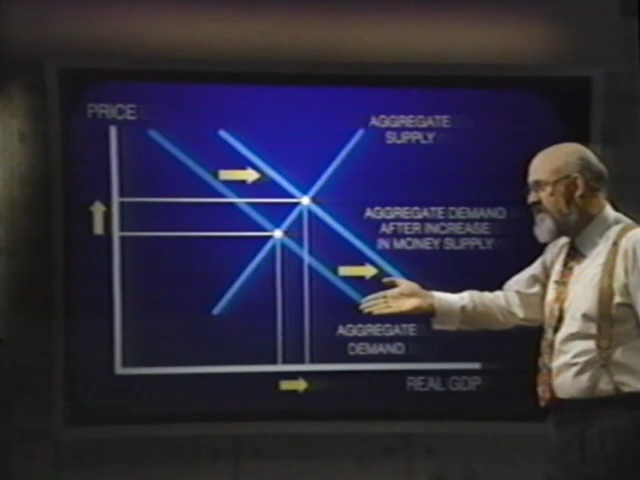 PRICE
AGGREGATE
SUPPLY
AGGREGATE DEMAND
AFTER INCREASE
IN MONEY SUPPLY
AGGREGATE
DEMAND
REAL GDP